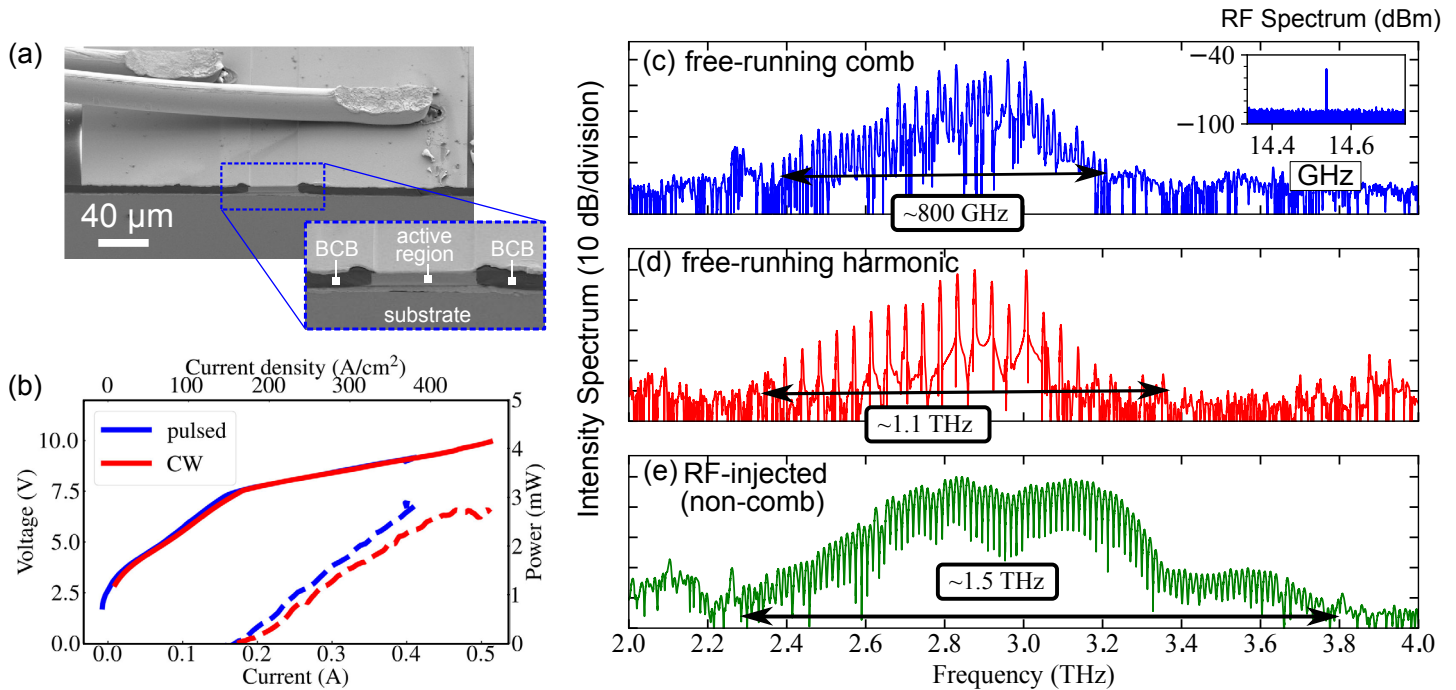 (a)
40 µm
BCB
active
region
BCB
substrate
(b)
Current density (A/cm²)
0 100 200 300 400
pulsed
CW
Voltage (V)
10.0
7.5
5.0
2.5
0.0
Power (mW)
5
4
3
2
1
0
0.0 0.1 0.2 0.3 0.4 0.5
Current (A)
Intensity Spectrum (10 dB/division)
RF Spectrum (dBm)
(c) free-running comb
−40
−100
14.4 14.6
GHz
~800 GHz
(d) free-running harmonic
~1.1 THz
(e) RF-injected
(non-comb)
~1.5 THz
2.0 2.2 2.4 2.6 2.8 3.0 3.2 3.4 3.6 3.8 4.0
Frequency (THz)